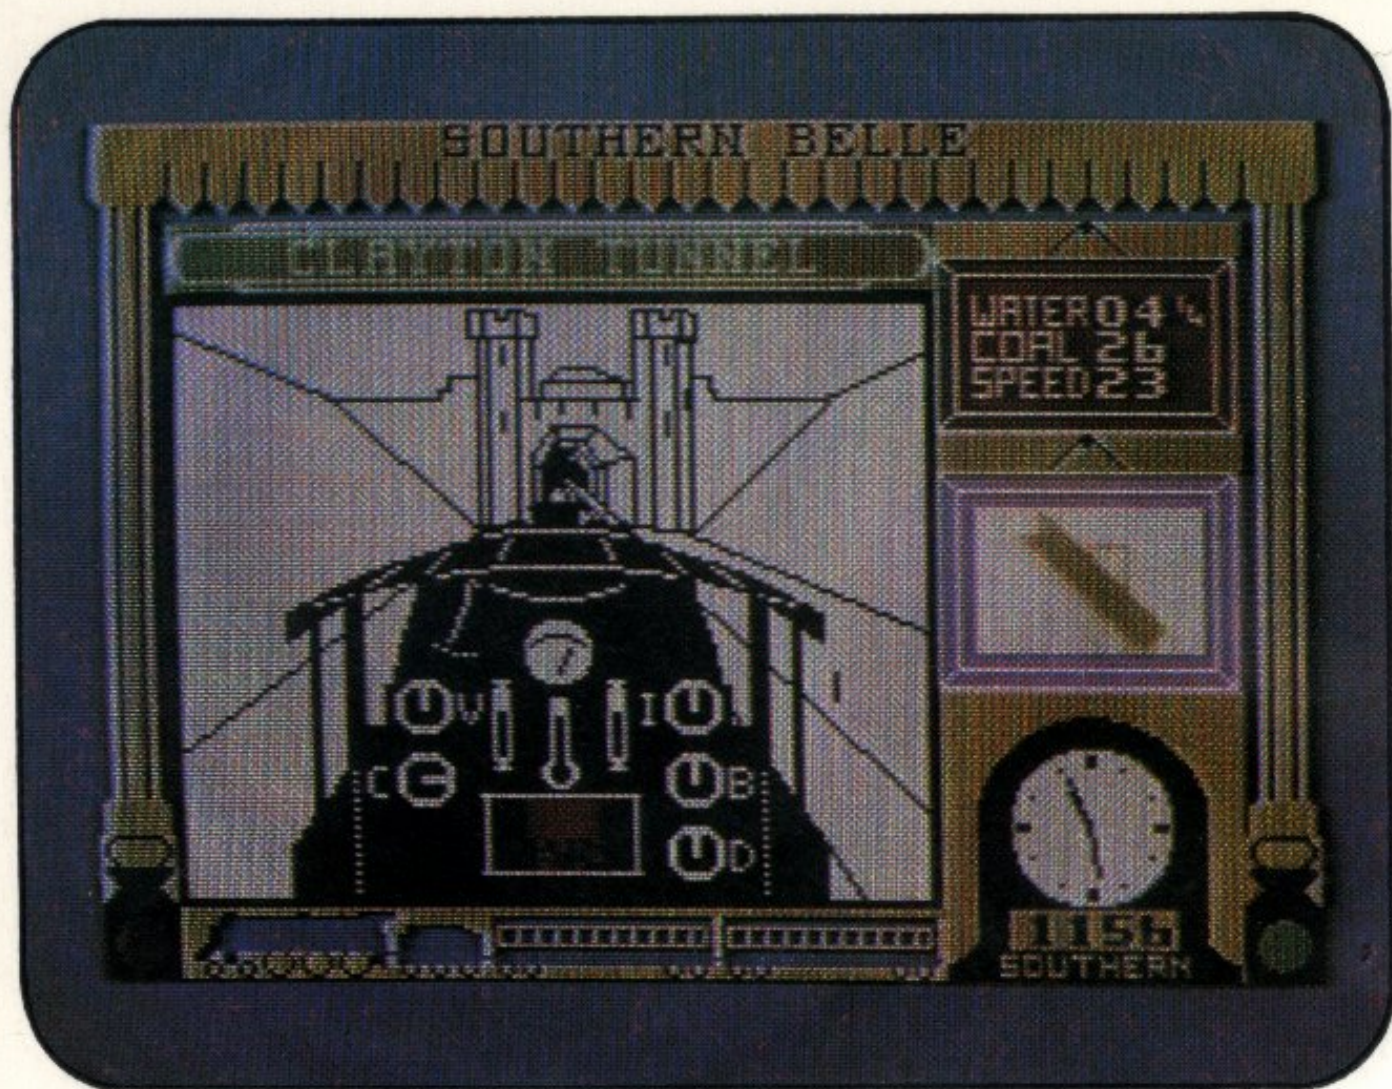 SOUTHERN BELLE
CLAYTON TUNNEL
WATER 04
COAL 26
SPEED 23
W
I
C
B
D
1156
SOUTHERN